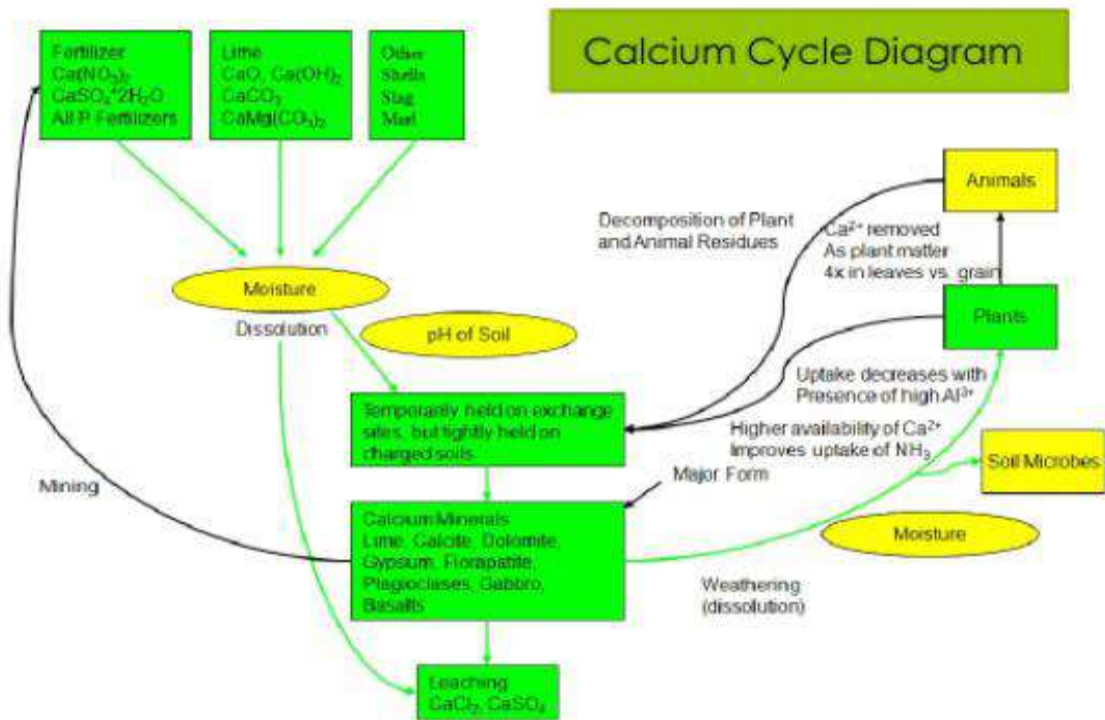 Calcium Cycle Diagram
Fertilizer
Ca(NO₃)₂
CaSO₄*2H₂O
All P Fertilizers
Lime
CaO, Ca(OH)₂
CaCO₃
CaMg(CO₃)₂
Other
Shells
Slag
Marl
Animals
Decomposition of Plant
and Animal Residues
Ca²⁺ removed
As plant matter
4x in leaves vs. grain
Moisture
Dissolution
pH of Soil
Plants
Uptake decreases with
Presence of high Al³⁺
Temporarily held on exchange
sites, but tightly held on
charged soils
Higher availability of Ca²⁺
Improves uptake of NH₃
Soil Microbes
Mining
Major Form
Calcium Minerals
Lime, Calcite, Dolomite,
Gypsum, Florapatite,
Plagioclases, Gabbro,
Basalts
Moisture
Weathering
(dissolution)
Leaching
CaCl₂, CaSO₄